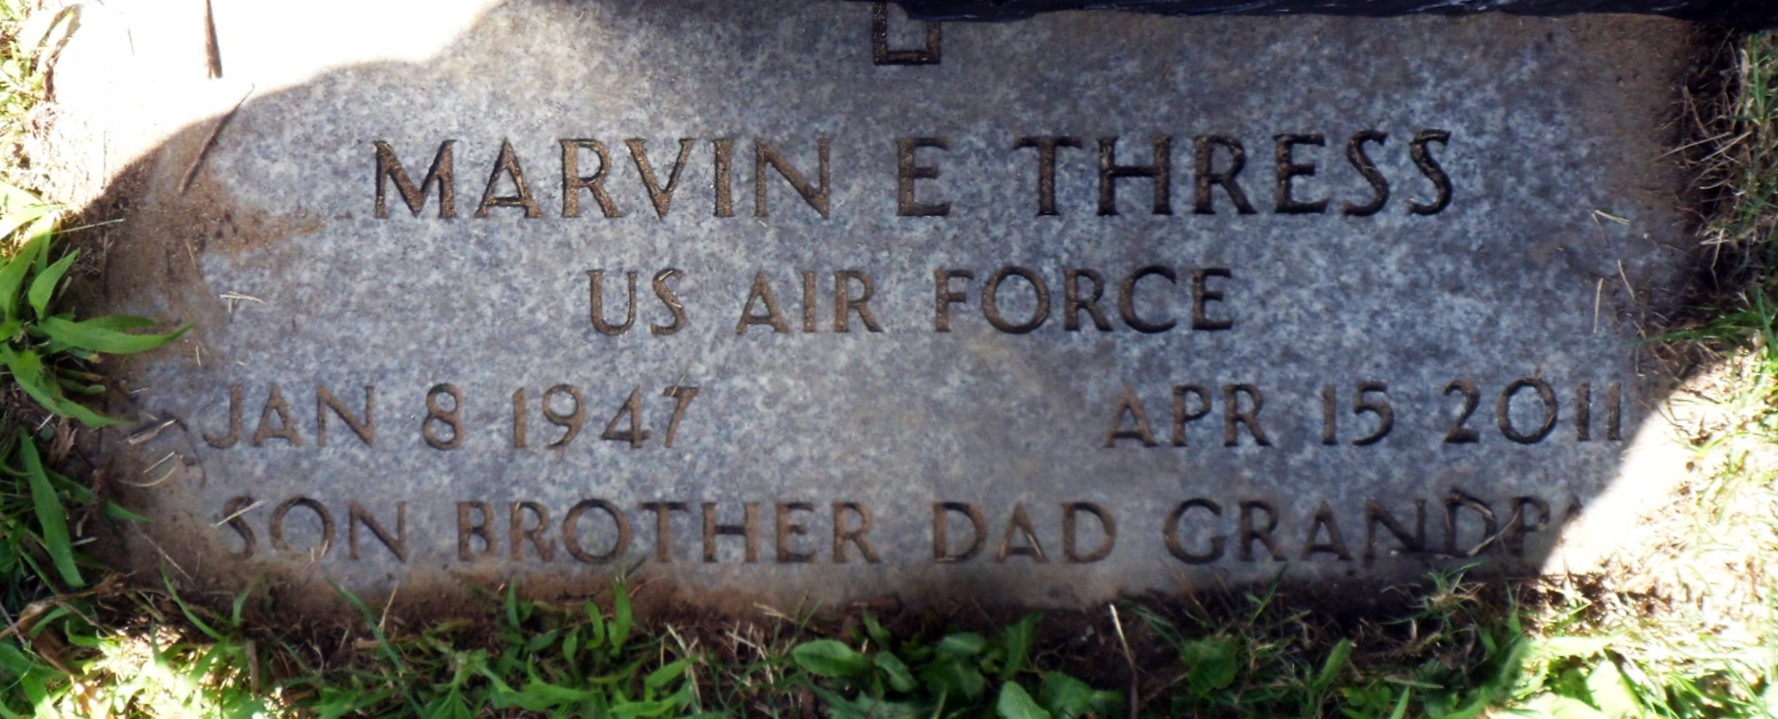 MARVIN E THRESS
US AIR FORCE
JAN 8 1947 APR 15 2011
SON BROTHER DAD GRANDPA